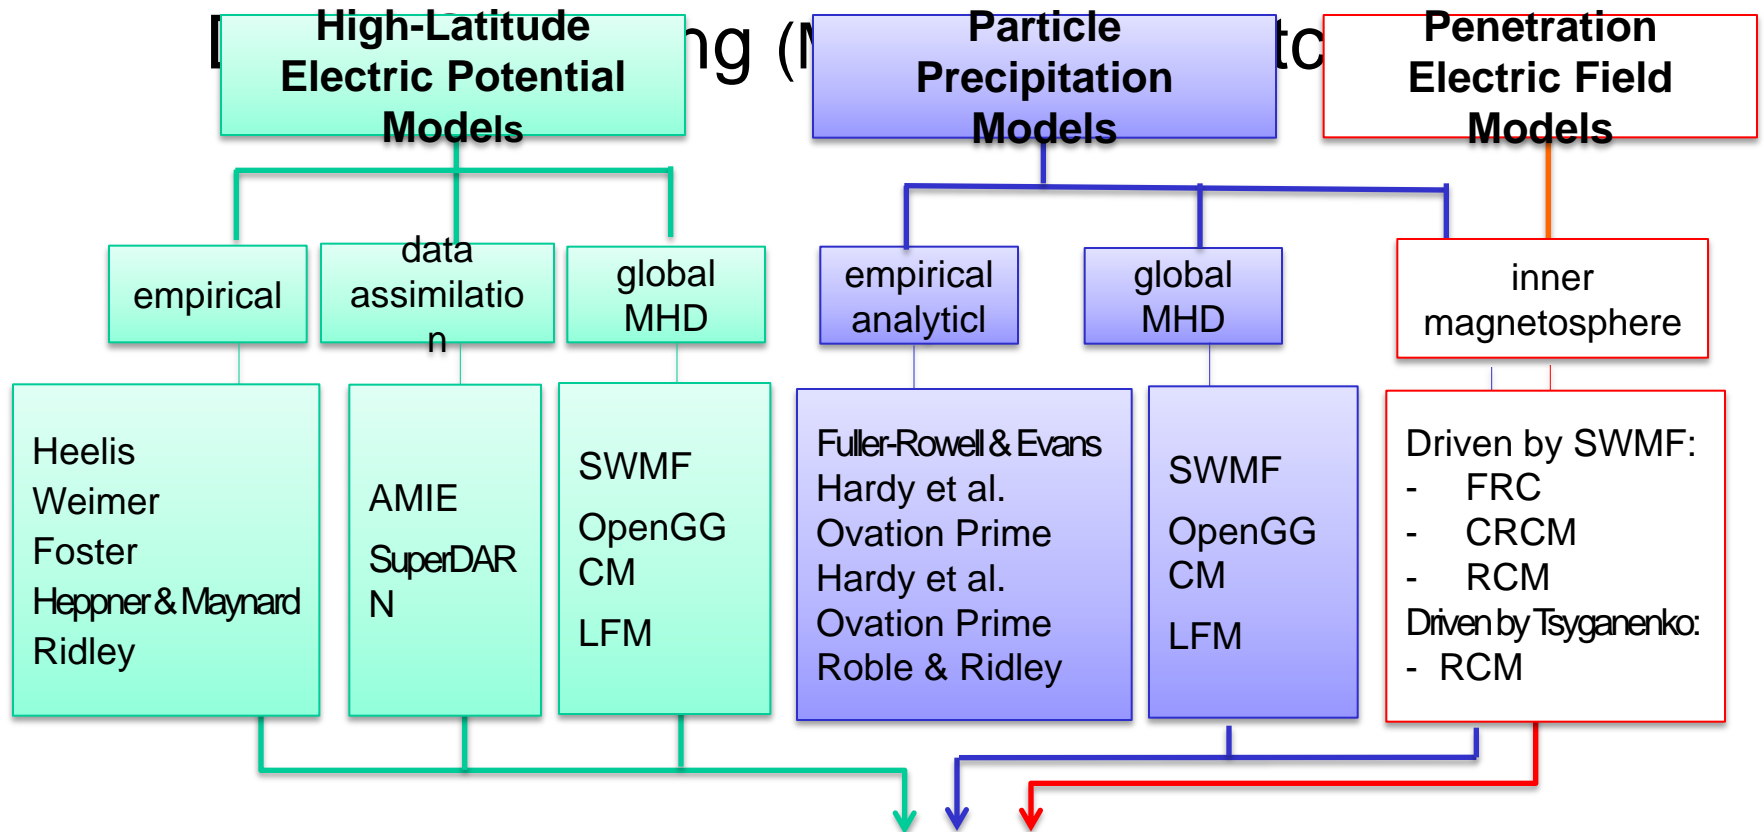 ng (
High-Latitude
Electric Potential
Models
Particle
Precipitation
Models
Penetration
Electric Field
Models
empirical
data
assimilatio
n
global
MHD
empirical
analyticl
global
MHD
inner
magnetosphere
Heelis
Weimer
Foster
Heppner & Maynard
Ridley
AMIE
SuperDAR
N
SWMF
OpenGG
CM
LFM
Fuller-Rowell & Evans
Hardy et al.
Ovation Prime
Hardy et al.
Ovation Prime
Roble & Ridley
SWMF
OpenGG
CM
LFM
Driven by SWMF:
- FRC
- CRCM
- RCM
Driven by Tsyganenko:
- RCM